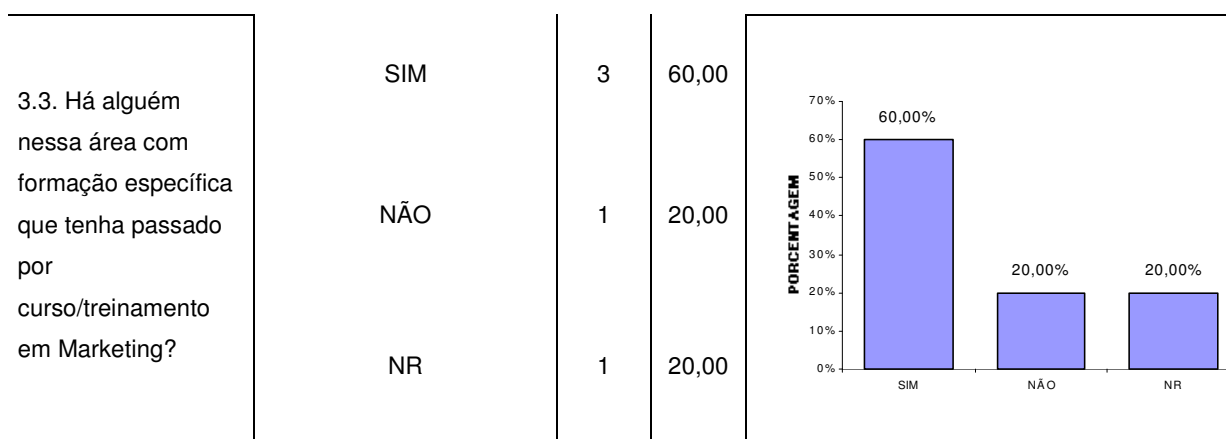 3.3. Há alguém
nessa área com
formação específica
que tenha passado
por
curso/treinamento
em Marketing?
SIM 3 60,00
NÃO 1 20,00
NR 1 20,00
PORCENTAGEM
70%
60%
50%
40%
30%
20%
10%
0%
60,00%
20,00%
20,00%
SIM NÃO NR